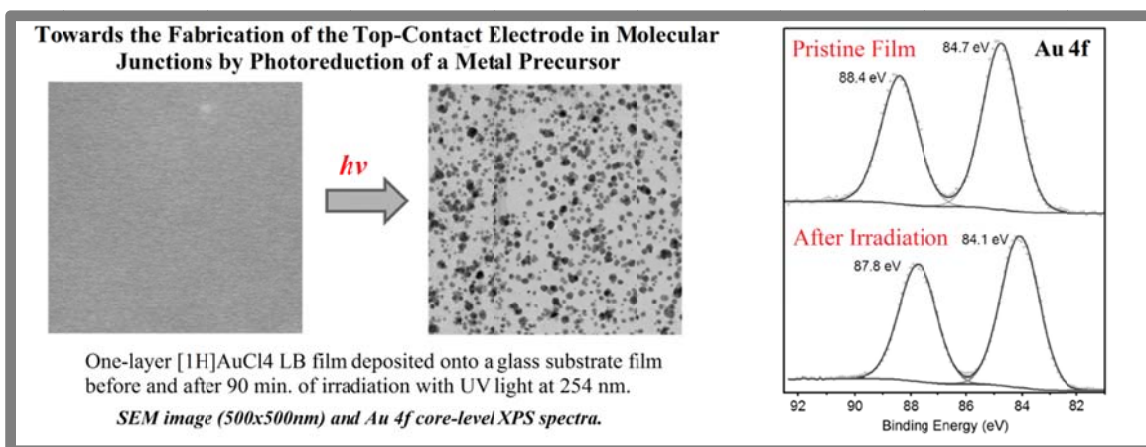 Towards the Fabrication of the Top-Contact Electrode in Molecular
Junctions by Photoreduction of a Metal Precursor
hν
One-layer [1H]AuCl4 LB film deposited onto a glass substrate film
before and after 90 min. of irradiation with UV light at 254 nm.
SEM image (500x500nm) and Au 4f core-level XPS spectra.
Pristine Film
84.7 eV
Au 4f
88.4 eV
After Irradiation
84.1 eV
87.8 eV
92 90 88 86 84 82
Binding Energy (eV)